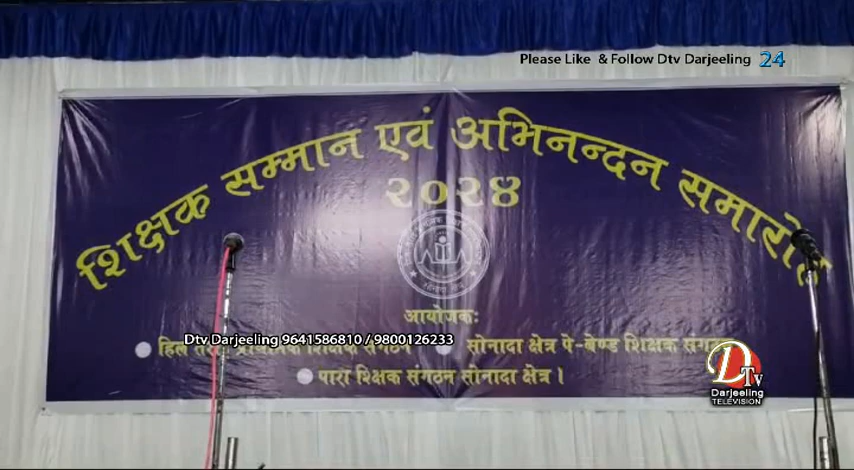 Please Like & Follow Dtv Darjeeling 24
शिक्षक सम्मान एवं अभिनन्दन समारोह
२०२४
आयोजक:
Dtv Darjeeling 9641586810 / 9800126233
हिल शिक्षक संगठन
सोनादा क्षेत्र पे-बेण्ड शिक्षक
पारा शिक्षक संगठन सोनादा क्षेत्र ।
DTv
Darjeeling
TELEVISION